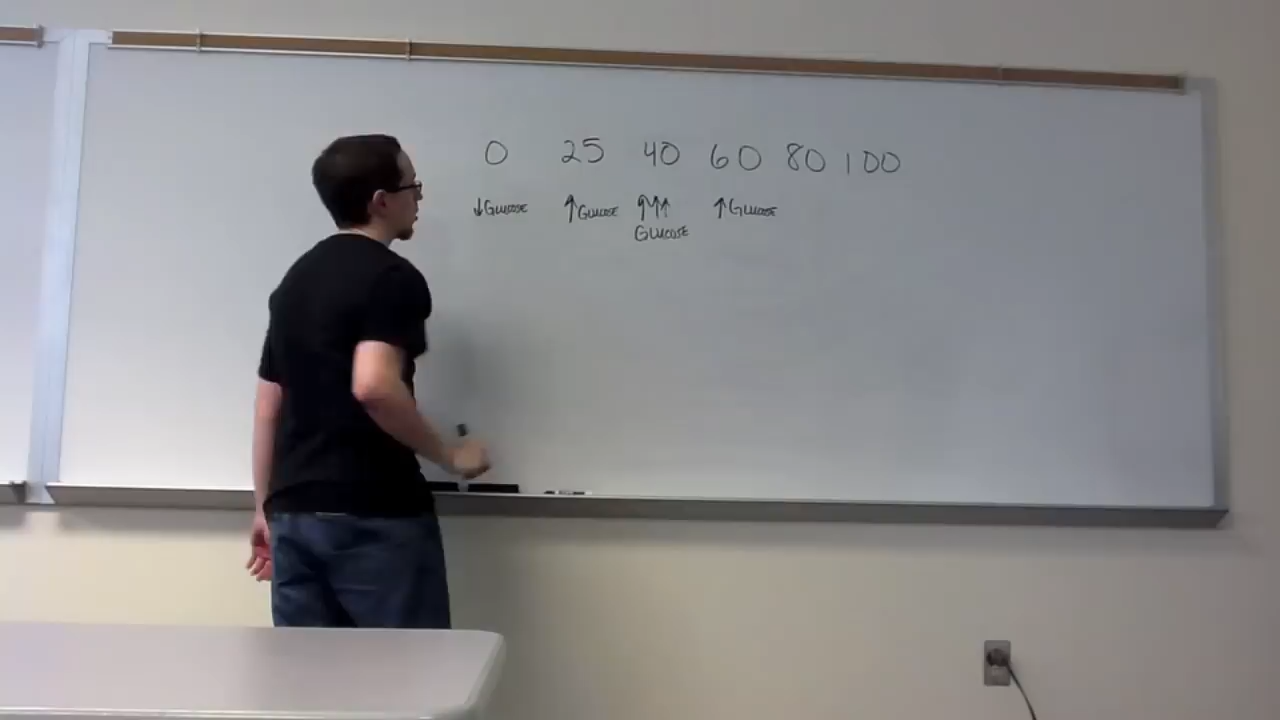 0 25 40 60 80 100
↓ GLUCOSE ↑ GLUCOSE ↑↑↑ ↑ GLUCOSE
GLUCOSE